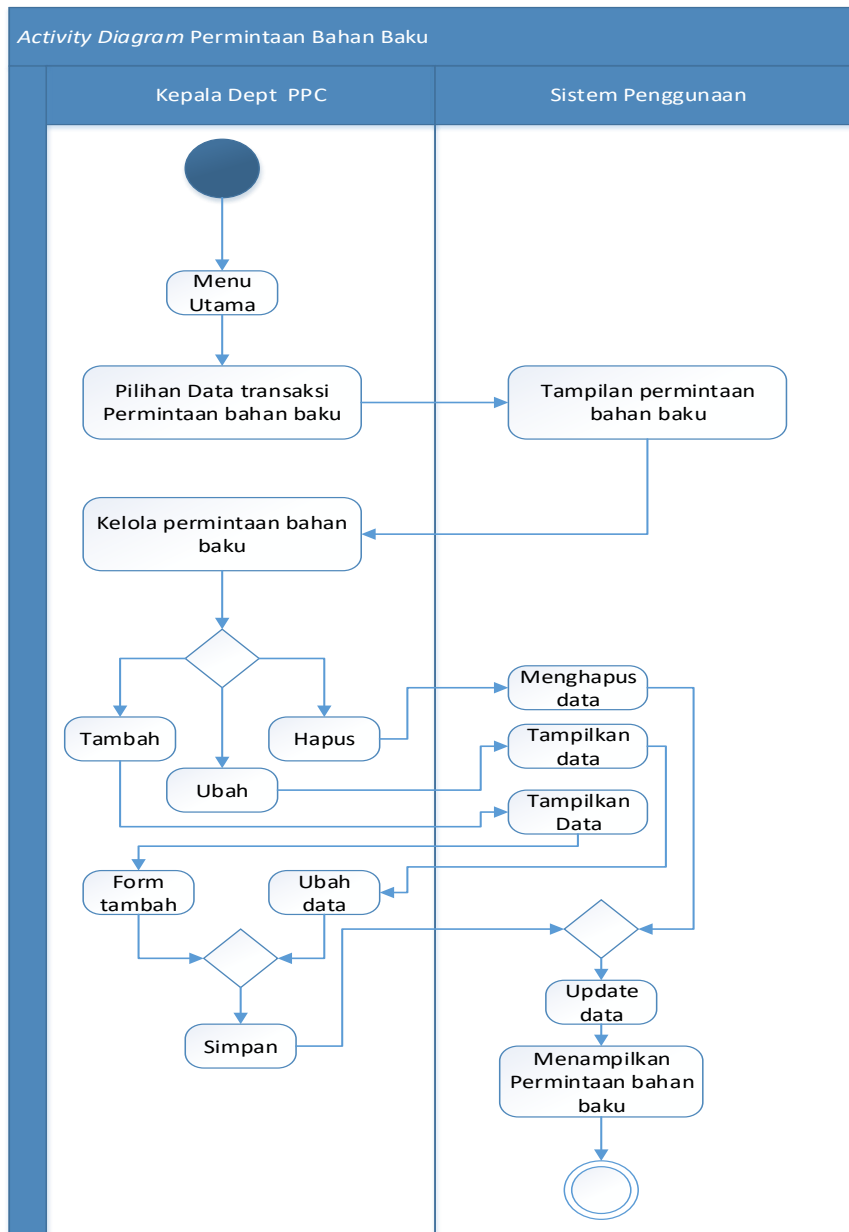 Activity Diagram Permintaan Bahan Baku
Kepala Dept PPC
Sistem Penggunaan
Menu
Utama
Pilihan Data transaksi
Permintaan bahan baku
Tampilan permintaan
bahan baku
Kelola permintaan bahan
baku
Menghapus
data
Tambah
Hapus
Tampilkan
data
Ubah
Tampilkan
Data
Form
tambah
Ubah
data
Update
data
Simpan
Menampilkan
Permintaan bahan
baku